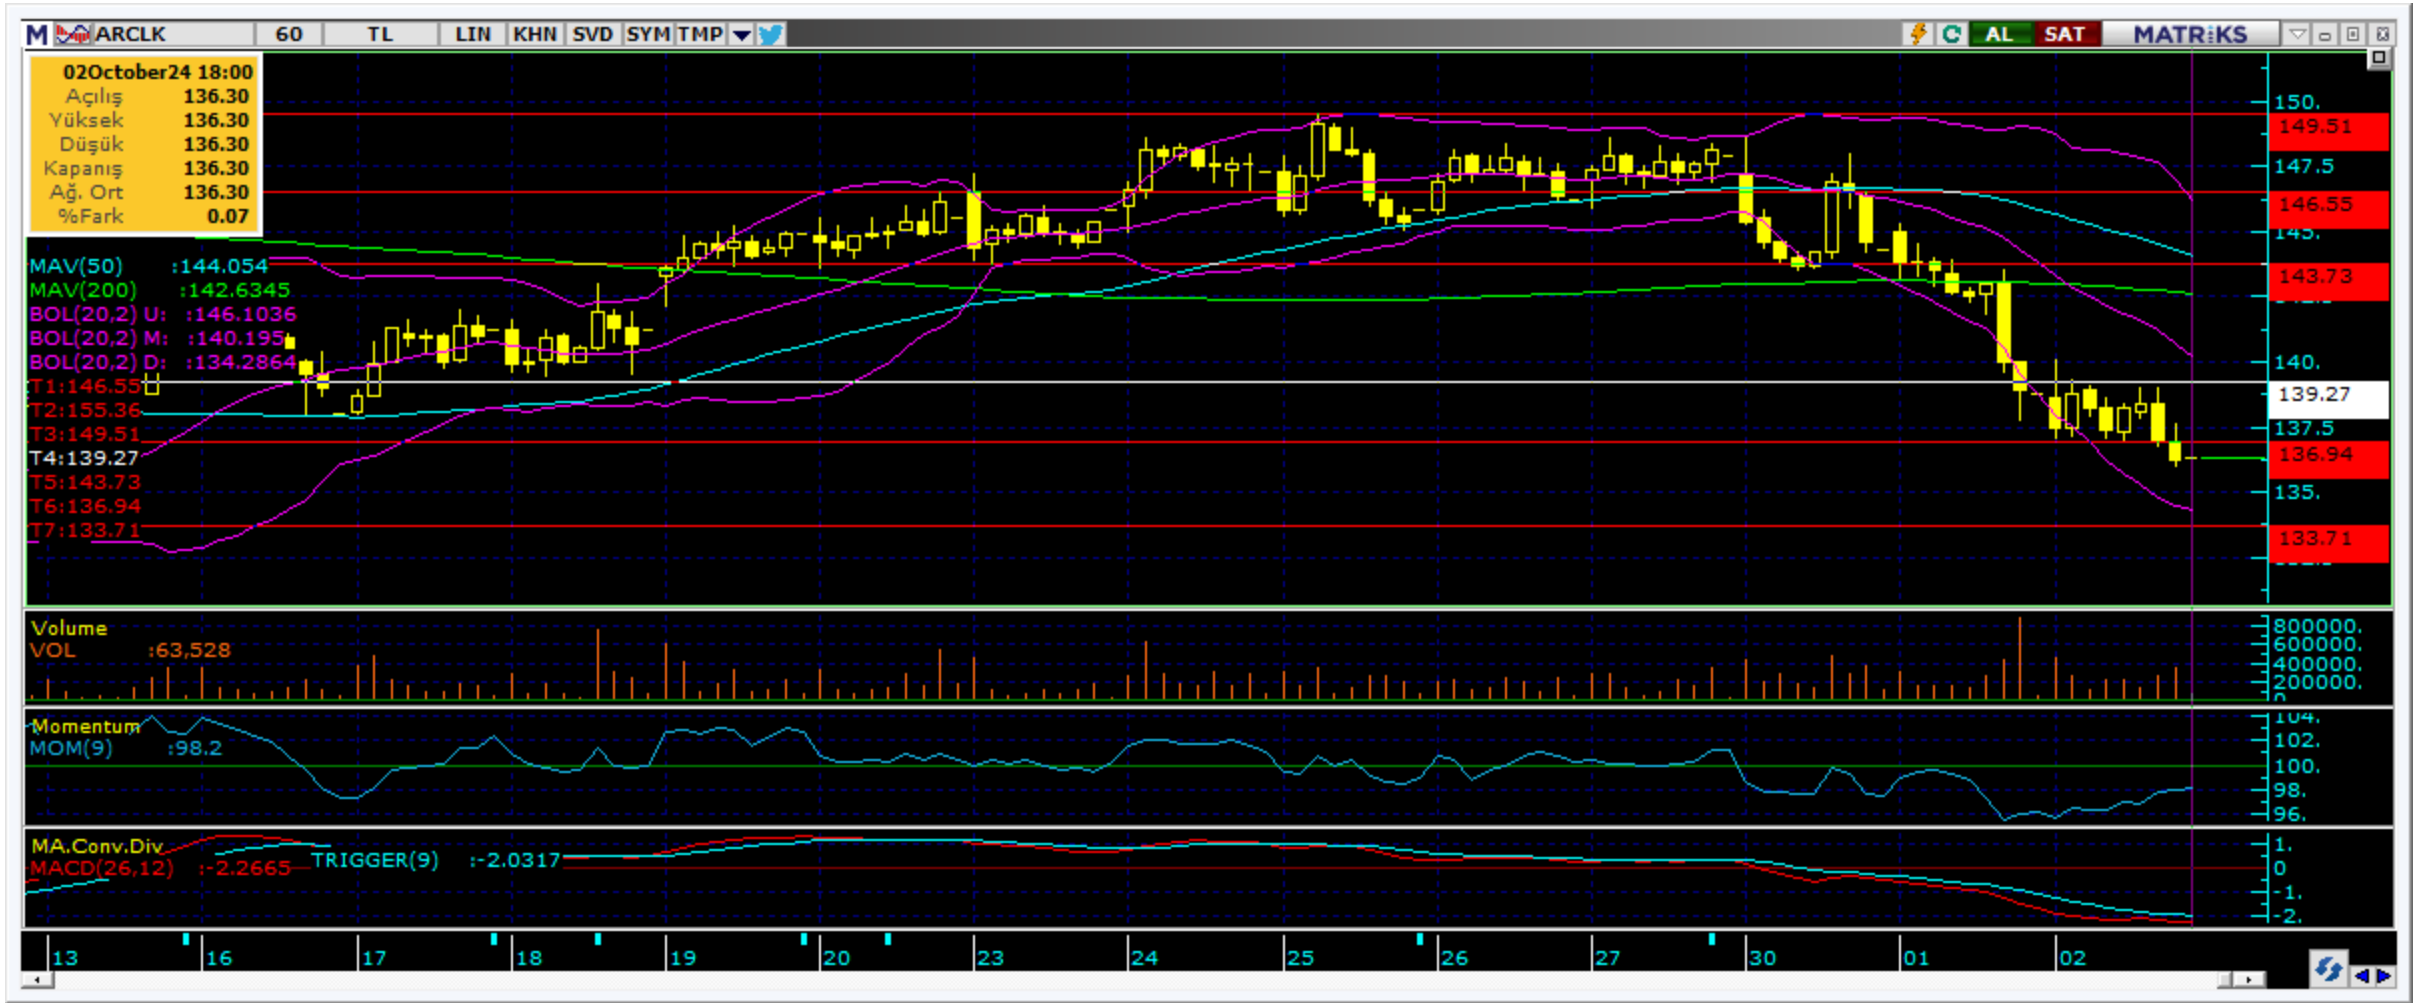 M ARCLK 60 TL LIN KHN SVD SYM TMP AL SAT MATRiKS
02October24 18:00
Açılış 136.30
Yüksek 136.30
Düşük 136.30
Kapanış 136.30
Ağ. Ort 136.30
%Fark 0.07
MAV(50) :144.054
MAV(200) :142.6345
BOL(20,2) U: :146.1036
BOL(20,2) M: :140.195
BOL(20,2) D: :134.2864
T1:146.55
T2:155.36
T3:149.51
T4:139.27
T5:143.73
T6:136.94
T7:133.71
150.
149.51
147.5
146.55
145.
143.73
140.
139.27
137.5
136.94
135.
133.71
Volume
VOL :63,528
800000.
600000.
400000.
200000.
0
Momentum
MOM(9) :98.2
104.
102.
100.
98.
96.
MA.Conv.Div
MACD(26,12) :-2.2665 TRIGGER(9) :-2.0317
1.
0
-1.
-2.
13 16 17 18 19 20 23 24 25 26 27 30 01 02